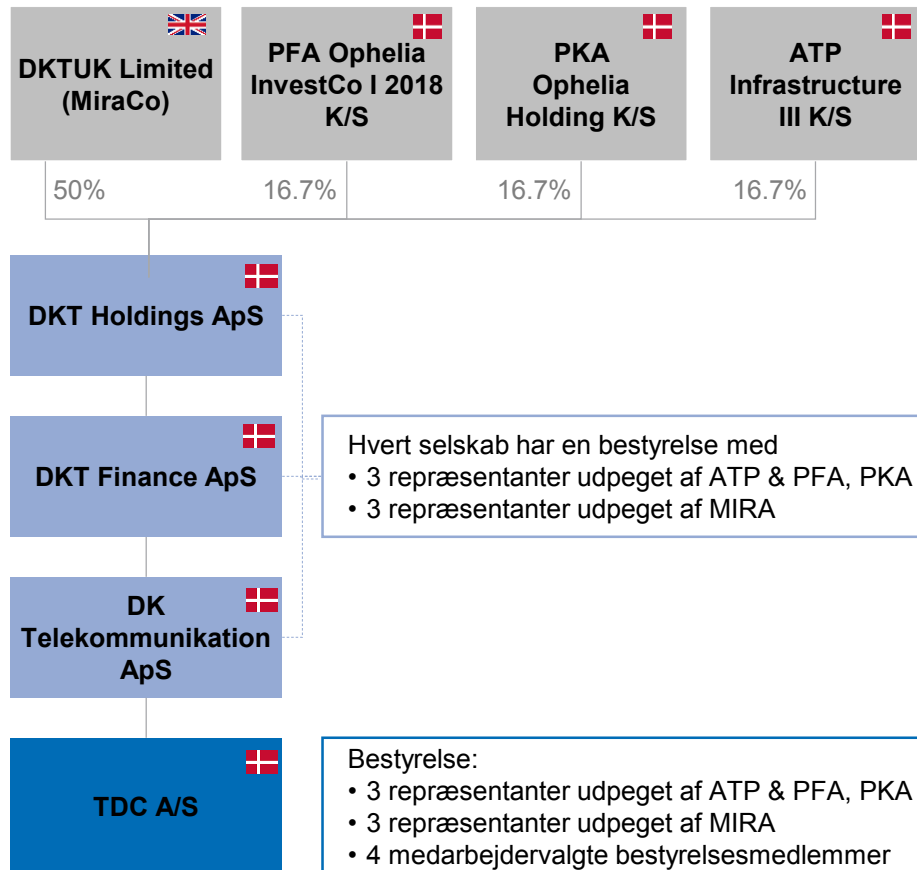 DKTUK Limited
(MiraCo)
PFA Ophelia
InvestCo I 2018
K/S
PKA
Ophelia
Holding K/S
ATP
Infrastructure
III K/S
50%
16.7%
16.7%
16.7%
DKT Holdings ApS
DKT Finance ApS
Hvert selskab har en bestyrelse med
• 3 repræsentanter udpeget af ATP & PFA, PKA
• 3 repræsentanter udpeget af MIRA
DK
Telekommunikation
ApS
TDC A/S
Bestyrelse:
• 3 repræsentanter udpeget af ATP & PFA, PKA
• 3 repræsentanter udpeget af MIRA
• 4 medarbejdervalgte bestyrelsesmedlemmer